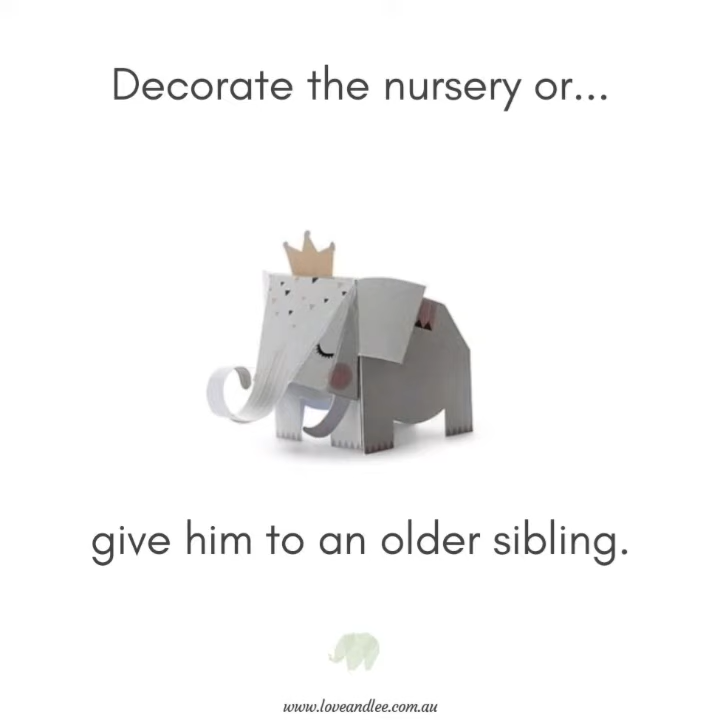 Decorate the nursery or...
give him to an older sibling.
www.loveandlee.com.au